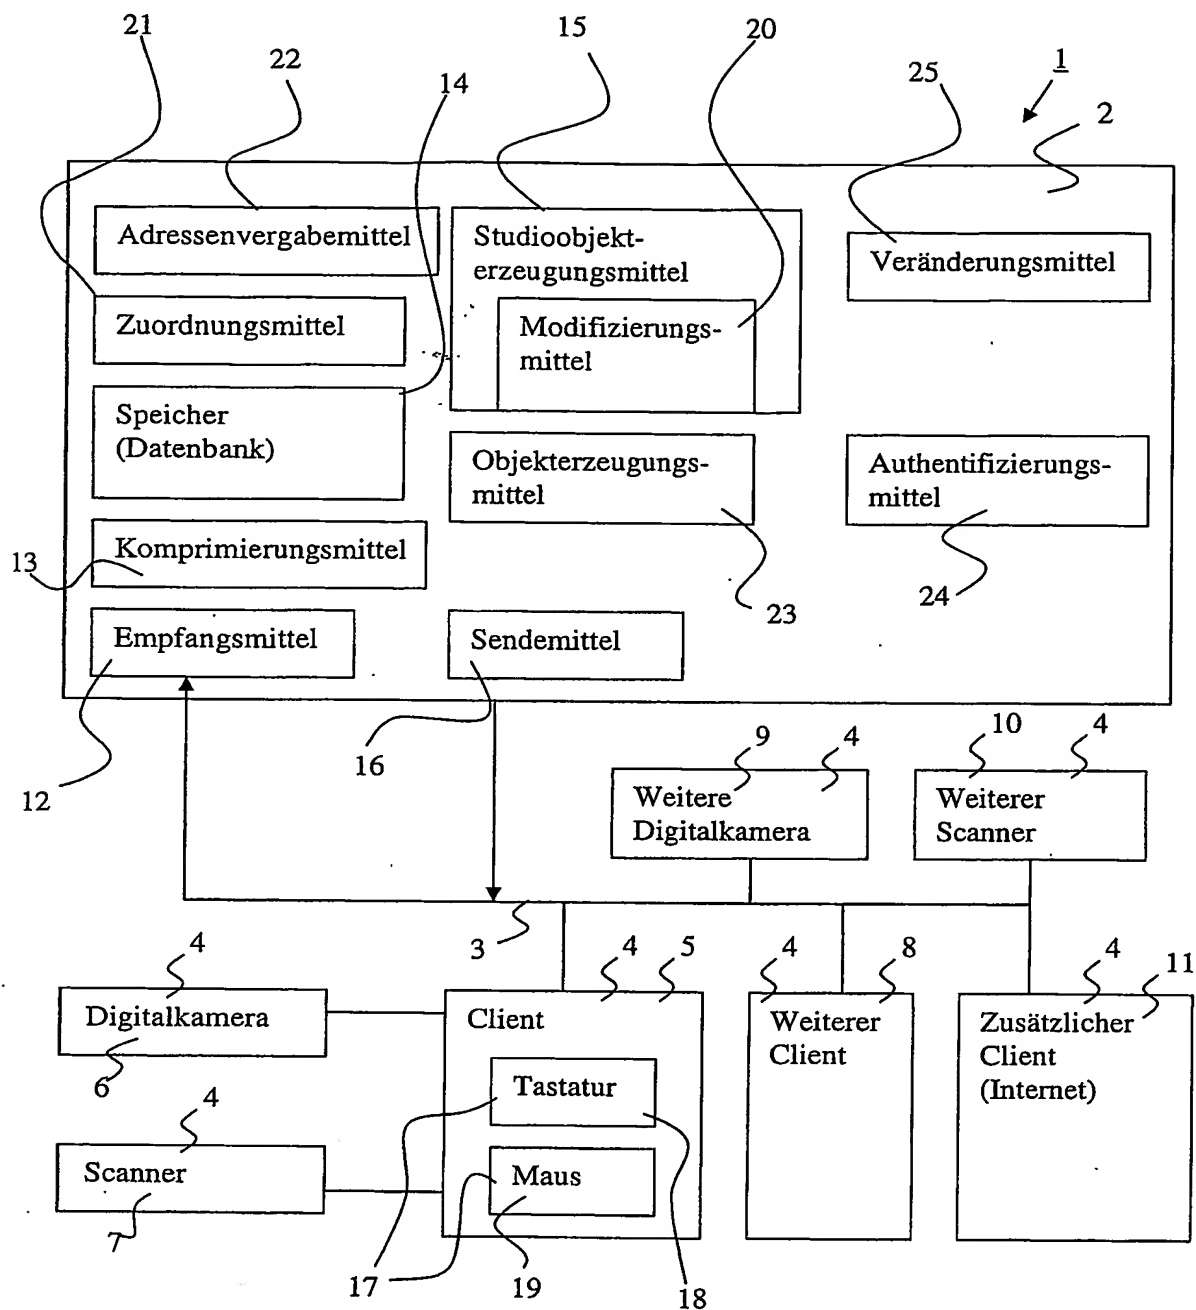 21
15
20
22
14
25
1
2
Adressenvergabemittel
Studioobjekt-
erzeugungsmittel
Veränderungsmittel
Zuordnungsmittel
Modifizierungs-
mittel
Speicher
(Datenbank)
Objekterzeugungs-
mittel
Authentifizierungs-
mittel
Komprimierungsmittel
13
23
24
Empfangsmittel
Sendemittel
12
16
9
4
10
4
Weitere
Digitalkamera
Weiterer
Scanner
3
4
4
5
4
8
4
11
Digitalkamera
6
Client
Weiterer
Client
Zusätzlicher
Client
(Internet)
Tastatur
4
Scanner
7
Maus
17
19
18